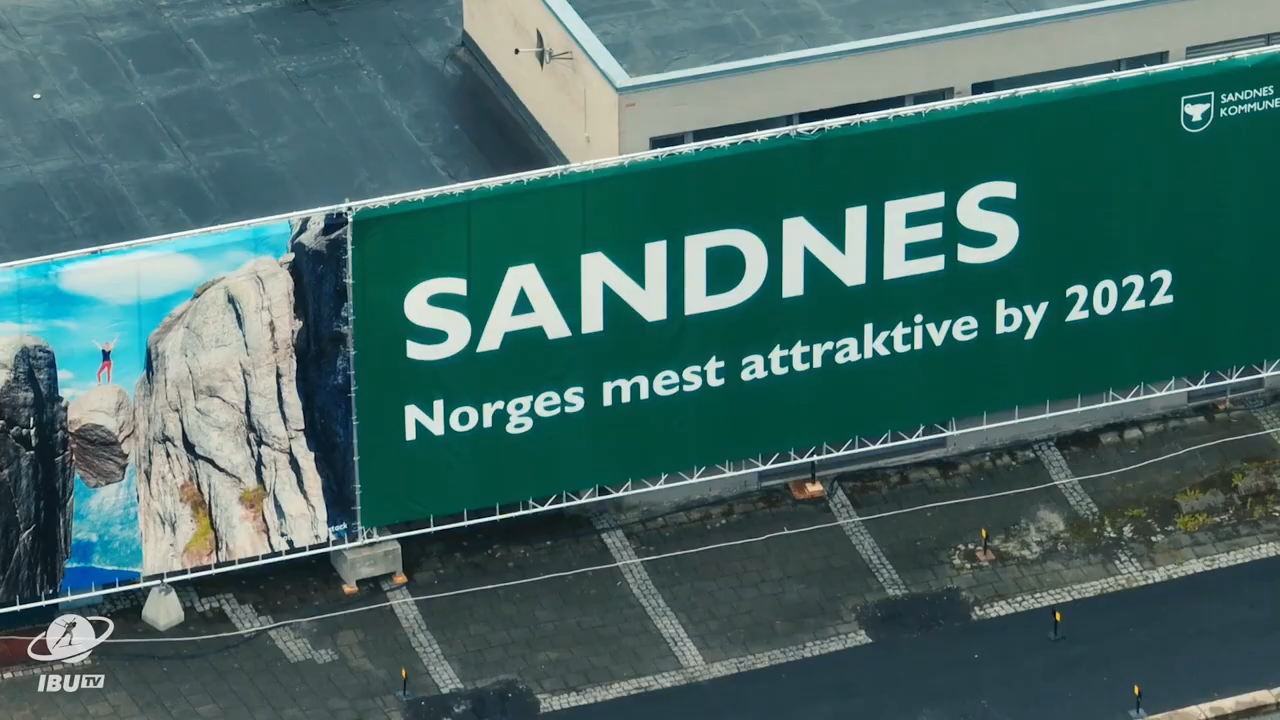 SANDNES
KOMMUNE
SANDNES
Norges mest attraktive by 2022
IBU TV